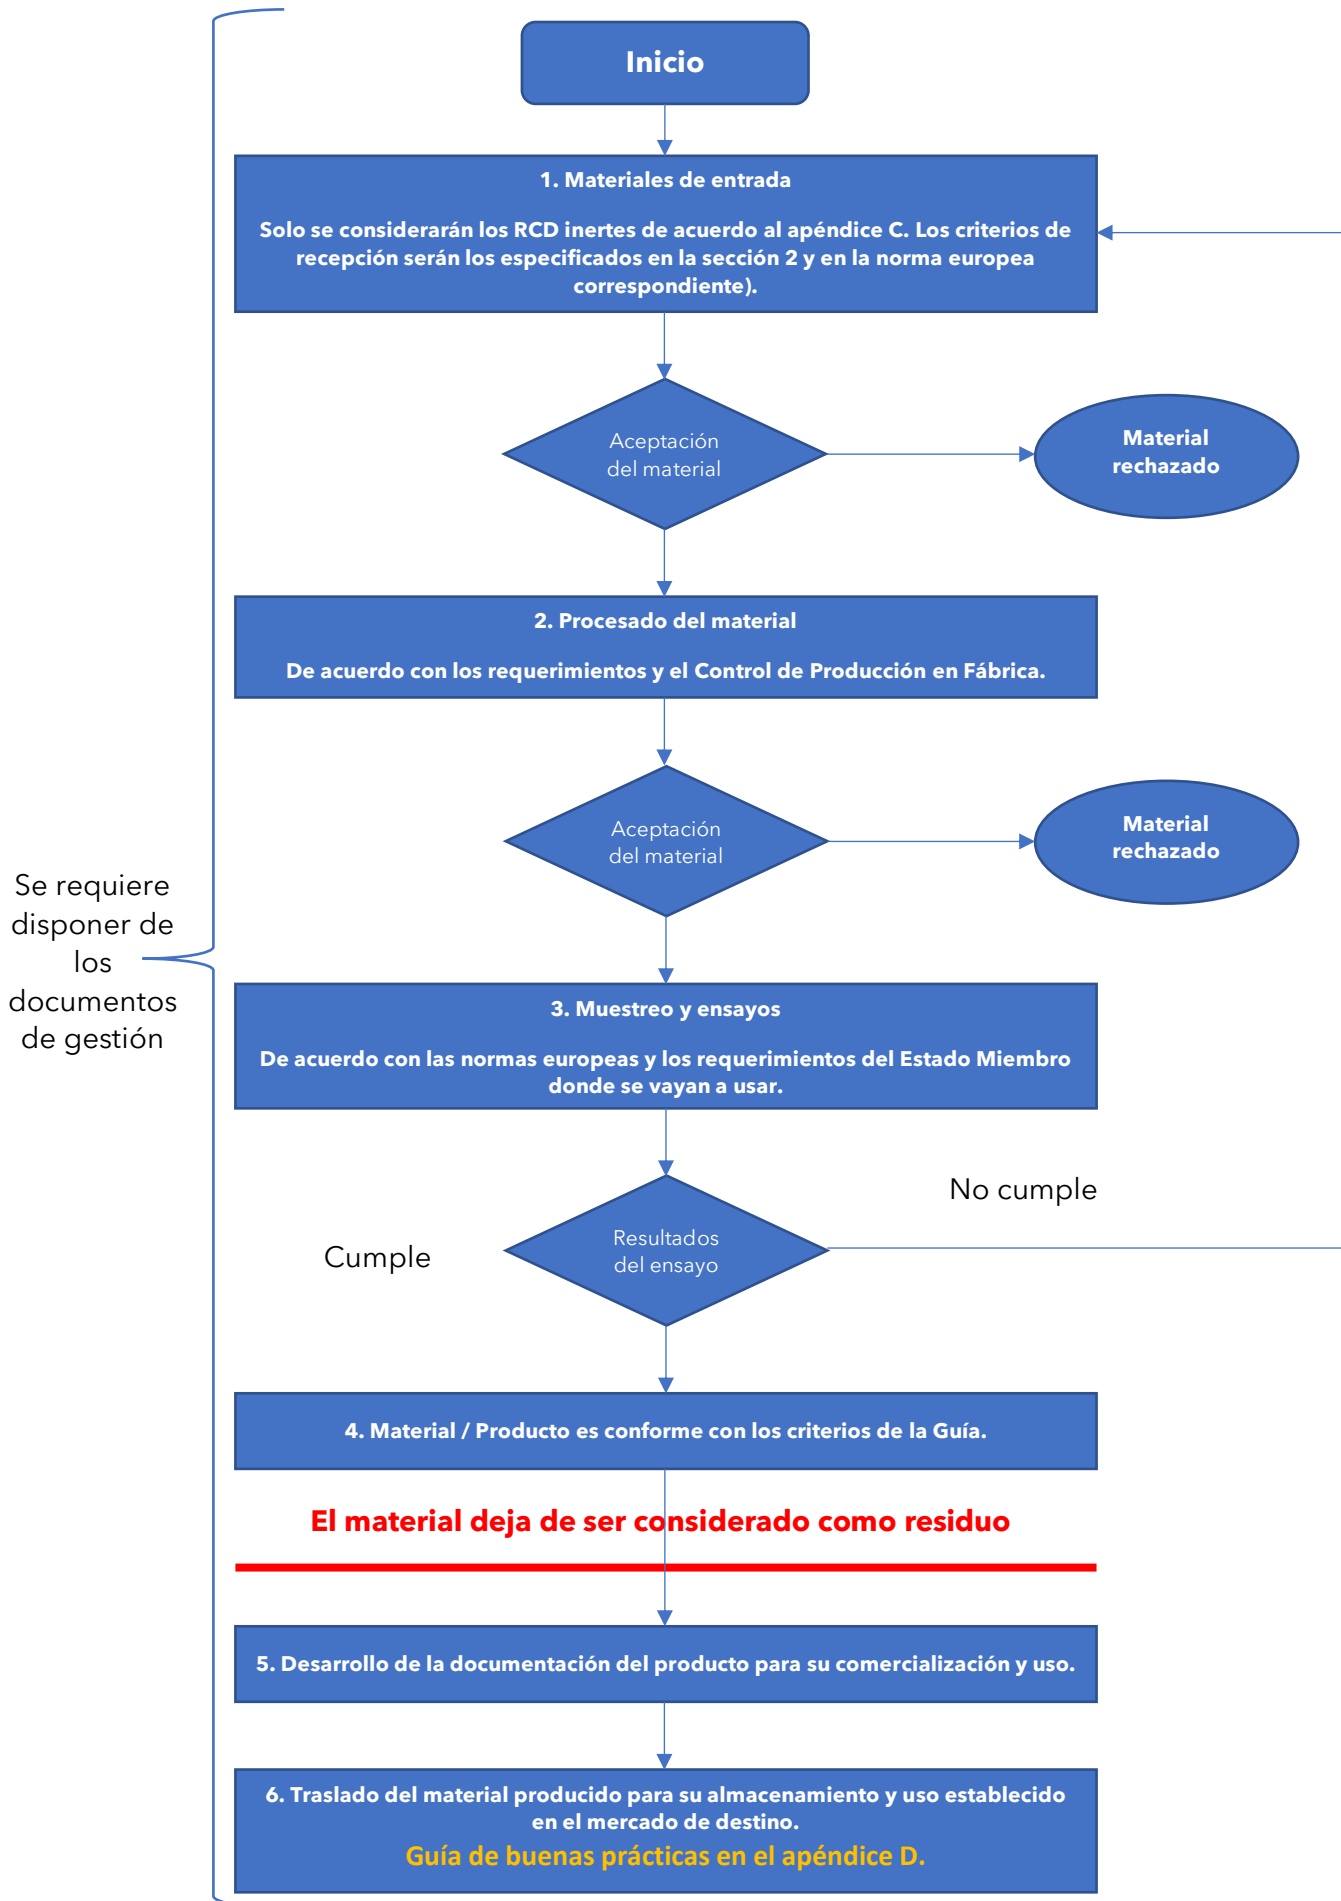 Inicio
1. Materiales de entrada
Solo se considerarán los RCD inertes de acuerdo al apéndice C. Los criterios de
recepción serán los especificados en la sección 2 y en la norma europea
correspondiente).
Aceptación
del material
Material
rechazado
2. Procesado del material
De acuerdo con los requerimientos y el Control de Producción en Fábrica.
Aceptación
del material
Material
rechazado
Se requiere
disponer de
los
documentos
de gestión
3. Muestreo y ensayos
De acuerdo con las normas europeas y los requerimientos del Estado Miembro
donde se vayan a usar.
No cumple
Cumple
Resultados
del ensayo
4. Material / Producto es conforme con los criterios de la Guía.
El material deja de ser considerado como residuo
5. Desarrollo de la documentación del producto para su comercialización y uso.
6. Traslado del material producido para su almacenamiento y uso establecido
en el mercado de destino.
Guía de buenas prácticas en el apéndice D.